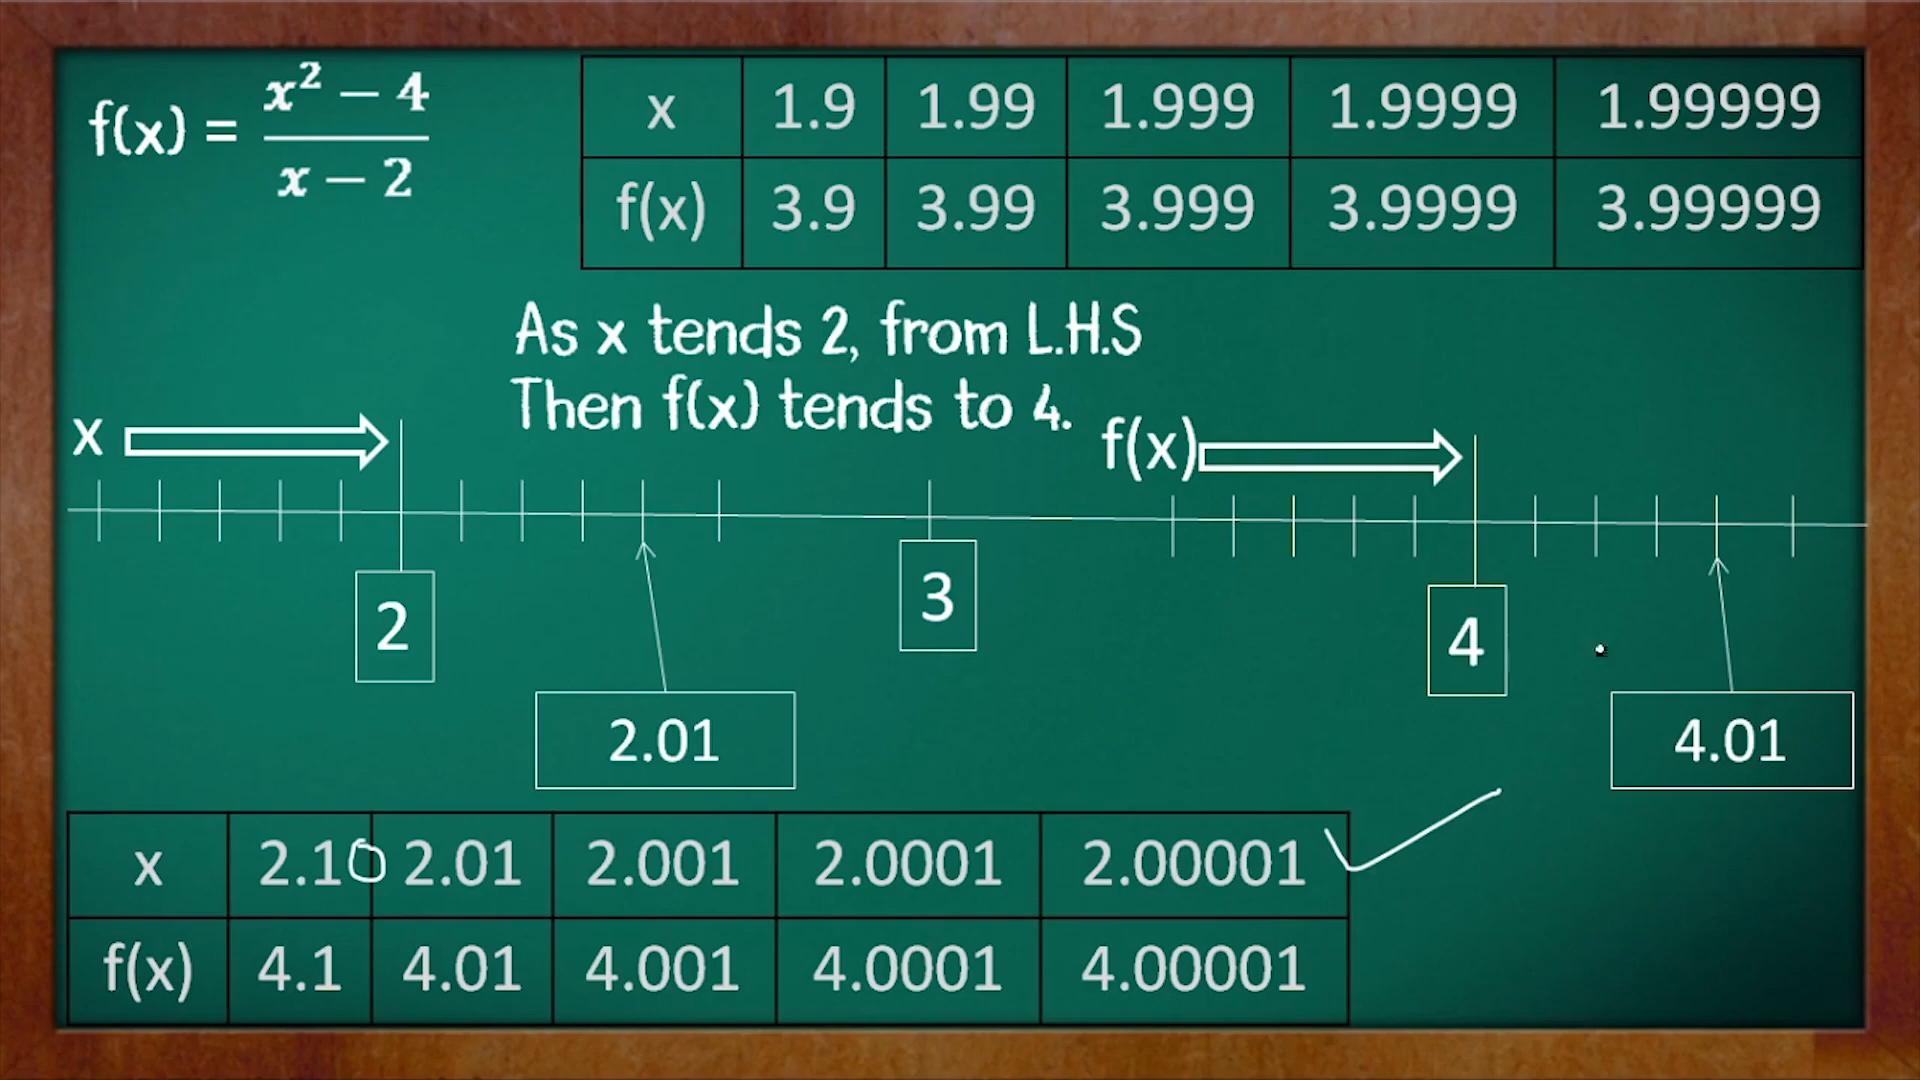 f(x) = x² − 4 / x − 2
x 1.9 1.99 1.999 1.9999 1.99999
f(x) 3.9 3.99 3.999 3.9999 3.99999
As x tends 2, from L.H.S
Then f(x) tends to 4.
x
f(x)
2
3
4
2.01
4.01
x 2.10 2.01 2.001 2.0001 2.00001
f(x) 4.1 4.01 4.001 4.0001 4.00001